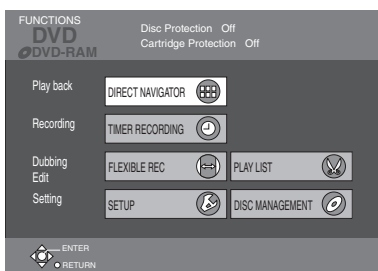 FUNCTIONS
DVD
DVD-RAM
Disc Protection Off
Cartridge Protection Off
Play back
DIRECT NAVIGATOR
Recording
TIMER RECORDING
Dubbing
Edit
FLEXIBLE REC
PLAY LIST
Setting
SETUP
DISC MANAGEMENT
ENTER
RETURN